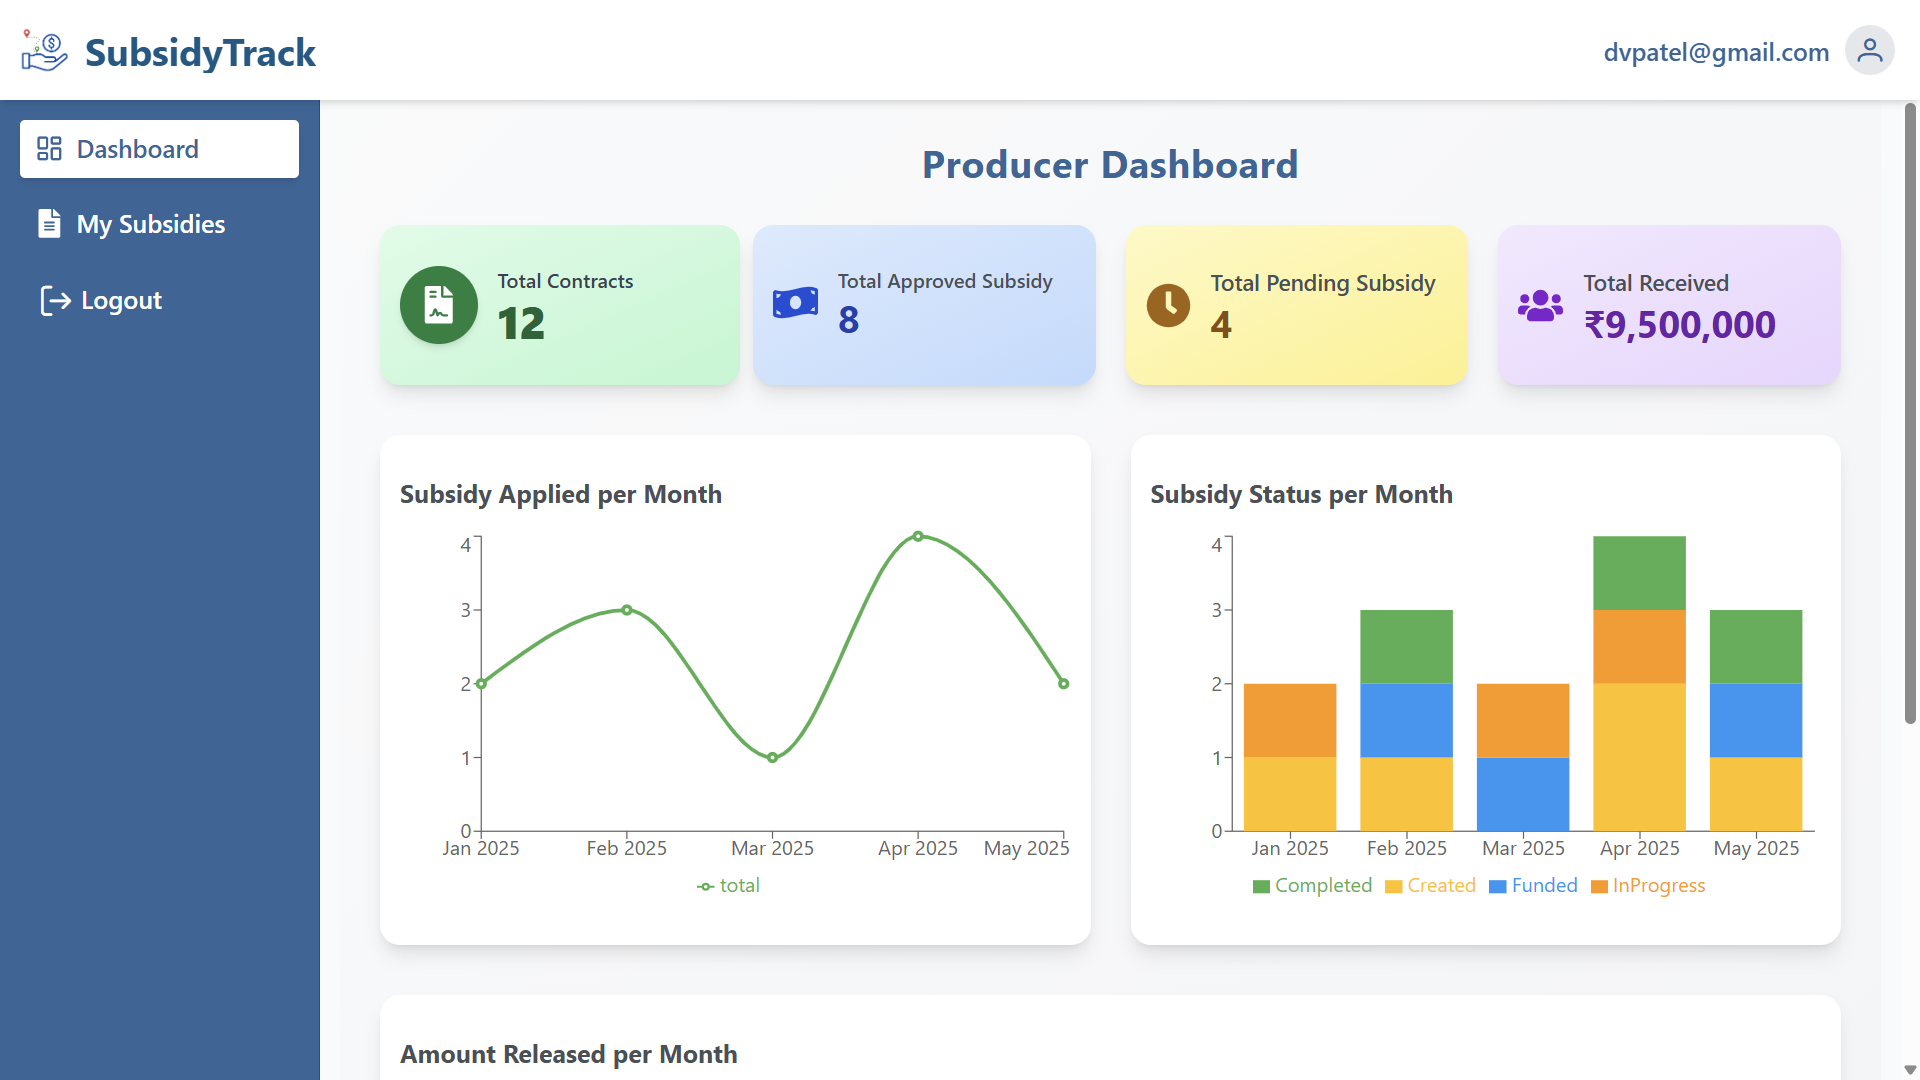 SubsidyTrack
dvpatel@gmail.com
Dashboard
My Subsidies
Logout
Producer Dashboard
Total Contracts
12
Total Approved Subsidy
8
Total Pending Subsidy
4
Total Received
₹9,500,000
Subsidy Applied per Month
4
3
2
1
0
Jan 2025 Feb 2025 Mar 2025 Apr 2025 May 2025
total
Subsidy Status per Month
4
3
2
1
0
Jan 2025 Feb 2025 Mar 2025 Apr 2025 May 2025
Completed Created Funded InProgress
Amount Released per Month